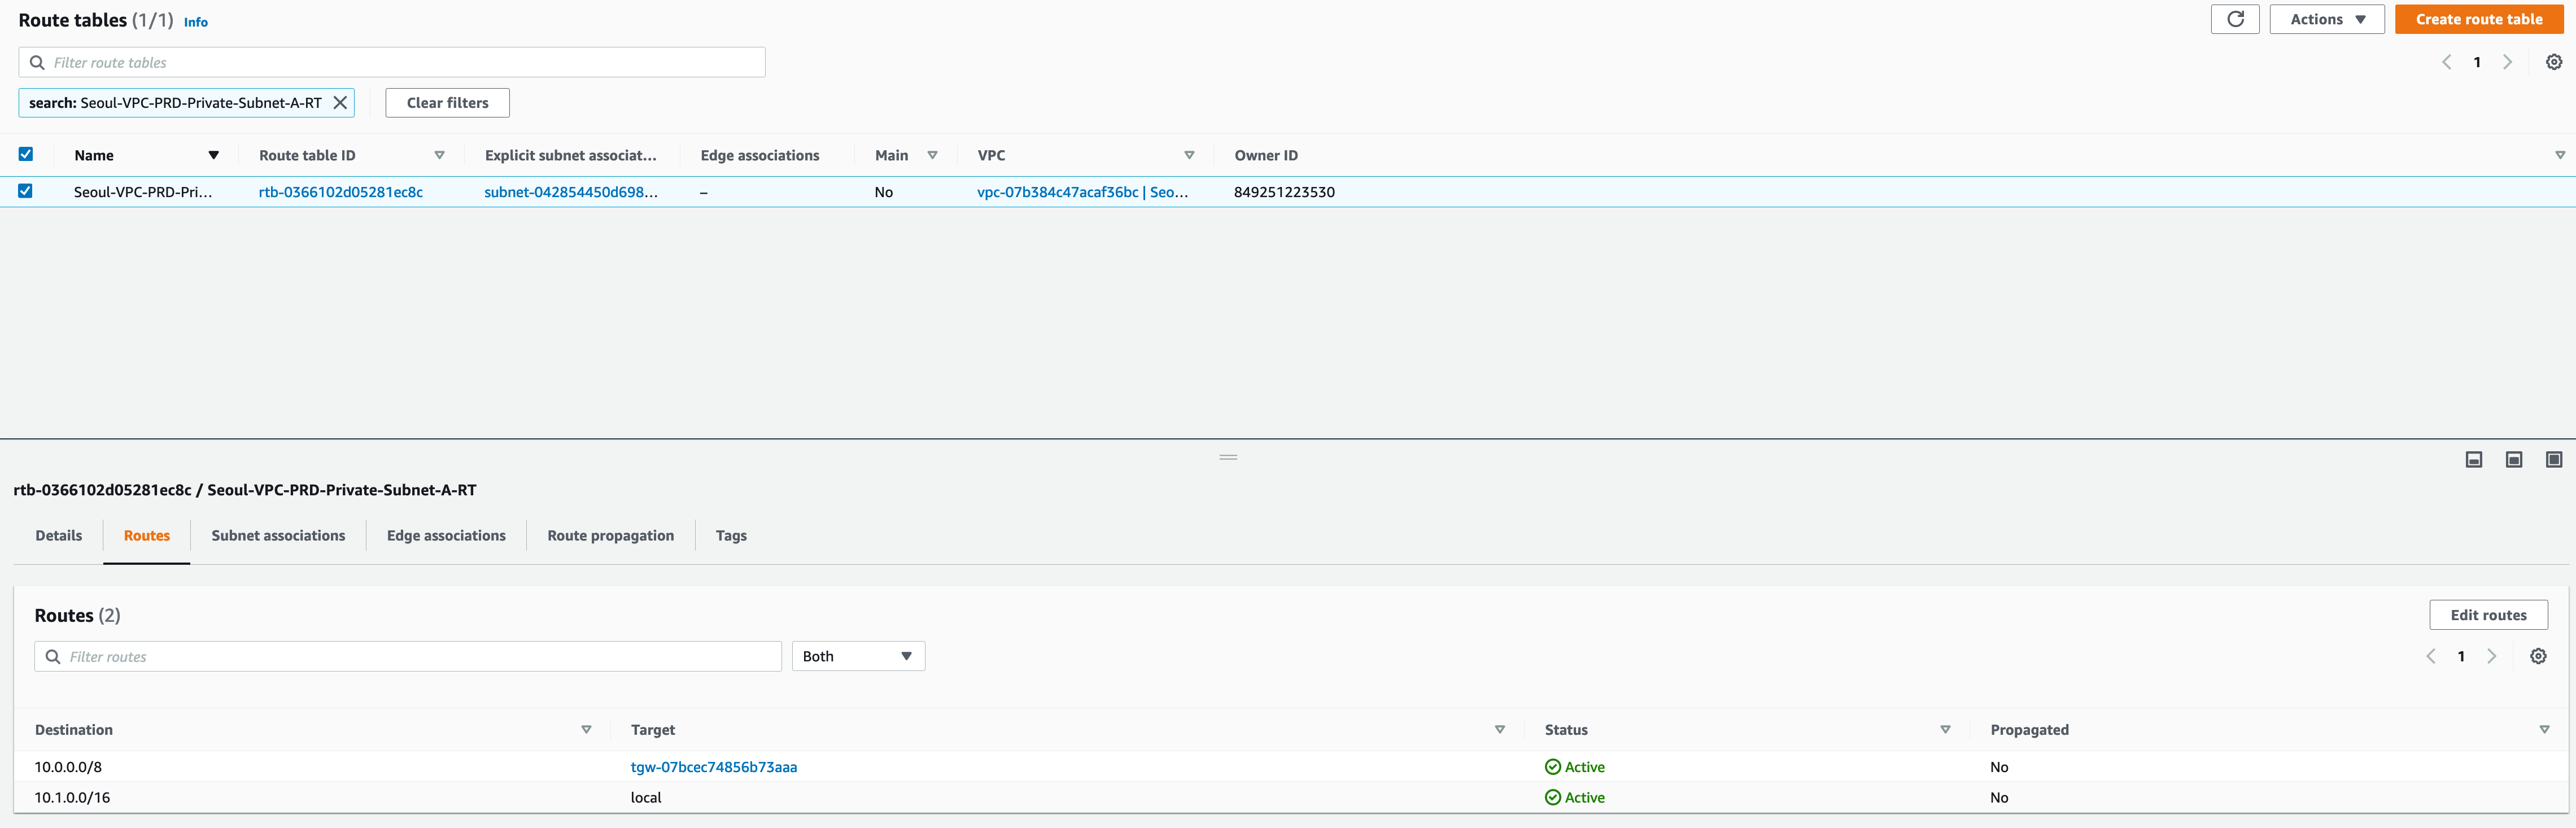 Route tables (1/1) Info
Actions
Create route table
Filter route tables
1
search: Seoul-VPC-PRD-Private-Subnet-A-RT
Clear filters
Name Route table ID Explicit subnet associat... Edge associations Main VPC Owner ID
Seoul-VPC-PRD-Pri... rtb-0366102d05281ec8c subnet-042854450d698... – No vpc-07b384c47acaf36bc | Seo... 849251223530
rtb-0366102d05281ec8c / Seoul-VPC-PRD-Private-Subnet-A-RT
Details Routes Subnet associations Edge associations Route propagation Tags
Routes (2)
Edit routes
Filter routes
Both
1
Destination Target Status Propagated
10.0.0.0/8 tgw-07bcec74856b73aaa Active No
10.1.0.0/16 local Active No